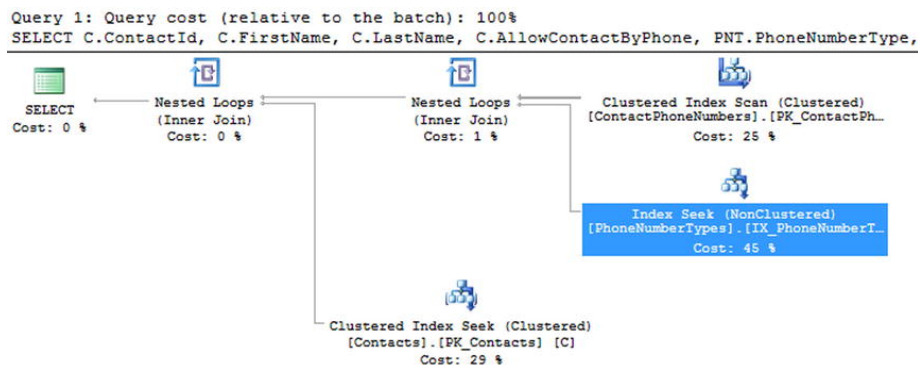 Query 1: Query cost (relative to the batch): 100%
SELECT C.ContactId, C.FirstName, C.LastName, C.AllowContactByPhone, PNT.PhoneNumberType,
SELECT
Cost: 0 %
Nested Loops
(Inner Join)
Cost: 0 %
Nested Loops
(Inner Join)
Cost: 1 %
Clustered Index Scan (Clustered)
[ContactPhoneNumbers].[PK_ContactPh…
Cost: 25 %
Index Seek (NonClustered)
[PhoneNumberTypes].[IX_PhoneNumberT…
Cost: 45 %
Clustered Index Seek (Clustered)
[Contacts].[PK_Contacts] [C]
Cost: 29 %